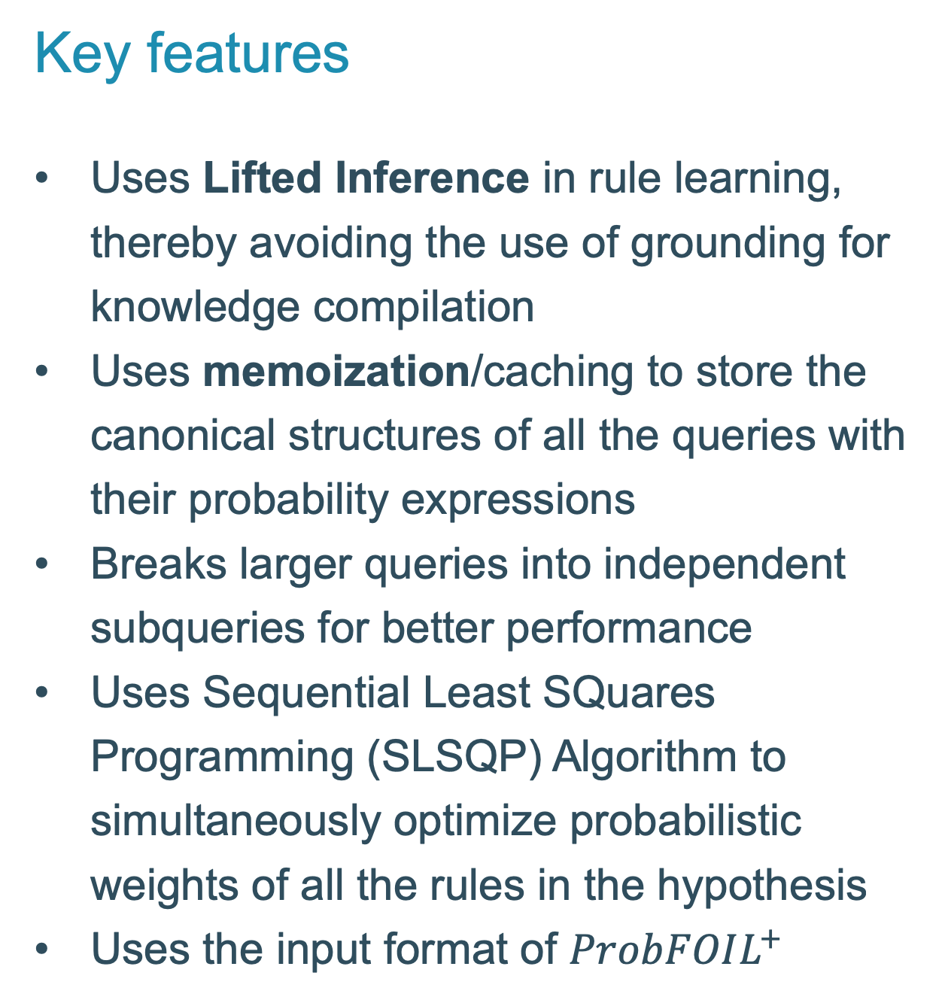 Key features
• Uses Lifted Inference in rule learning,
thereby avoiding the use of grounding for
knowledge compilation
• Uses memoization/caching to store the
canonical structures of all the queries with
their probability expressions
• Breaks larger queries into independent
subqueries for better performance
• Uses Sequential Least SQuares
Programming (SLSQP) Algorithm to
simultaneously optimize probabilistic
weights of all the rules in the hypothesis
• Uses the input format of ProbFOIL⁺